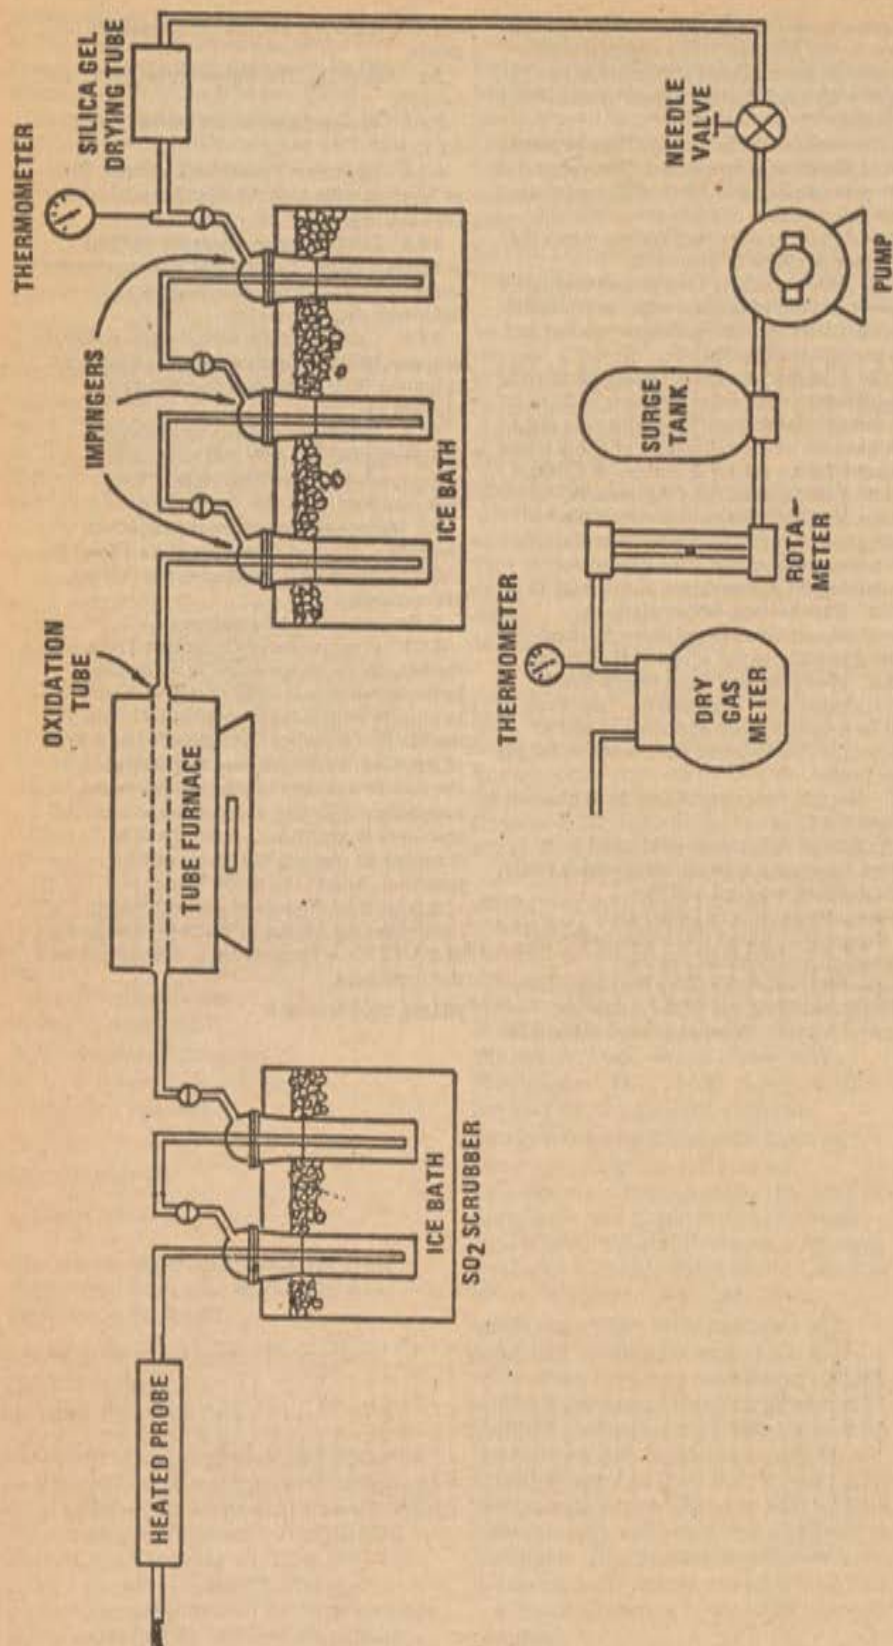 HEATED PROBE
ICE BATH
SO2 SCRUBBER
OXIDATION
TUBE
TUBE FURNACE
IMPINGERS
ICE BATH
THERMOMETER
SILICA GEL
DRYING TUBE
NEEDLE
VALVE
PUMP
SURGE
TANK
ROTA-
METER
THERMOMETER
DRY
GAS
METER